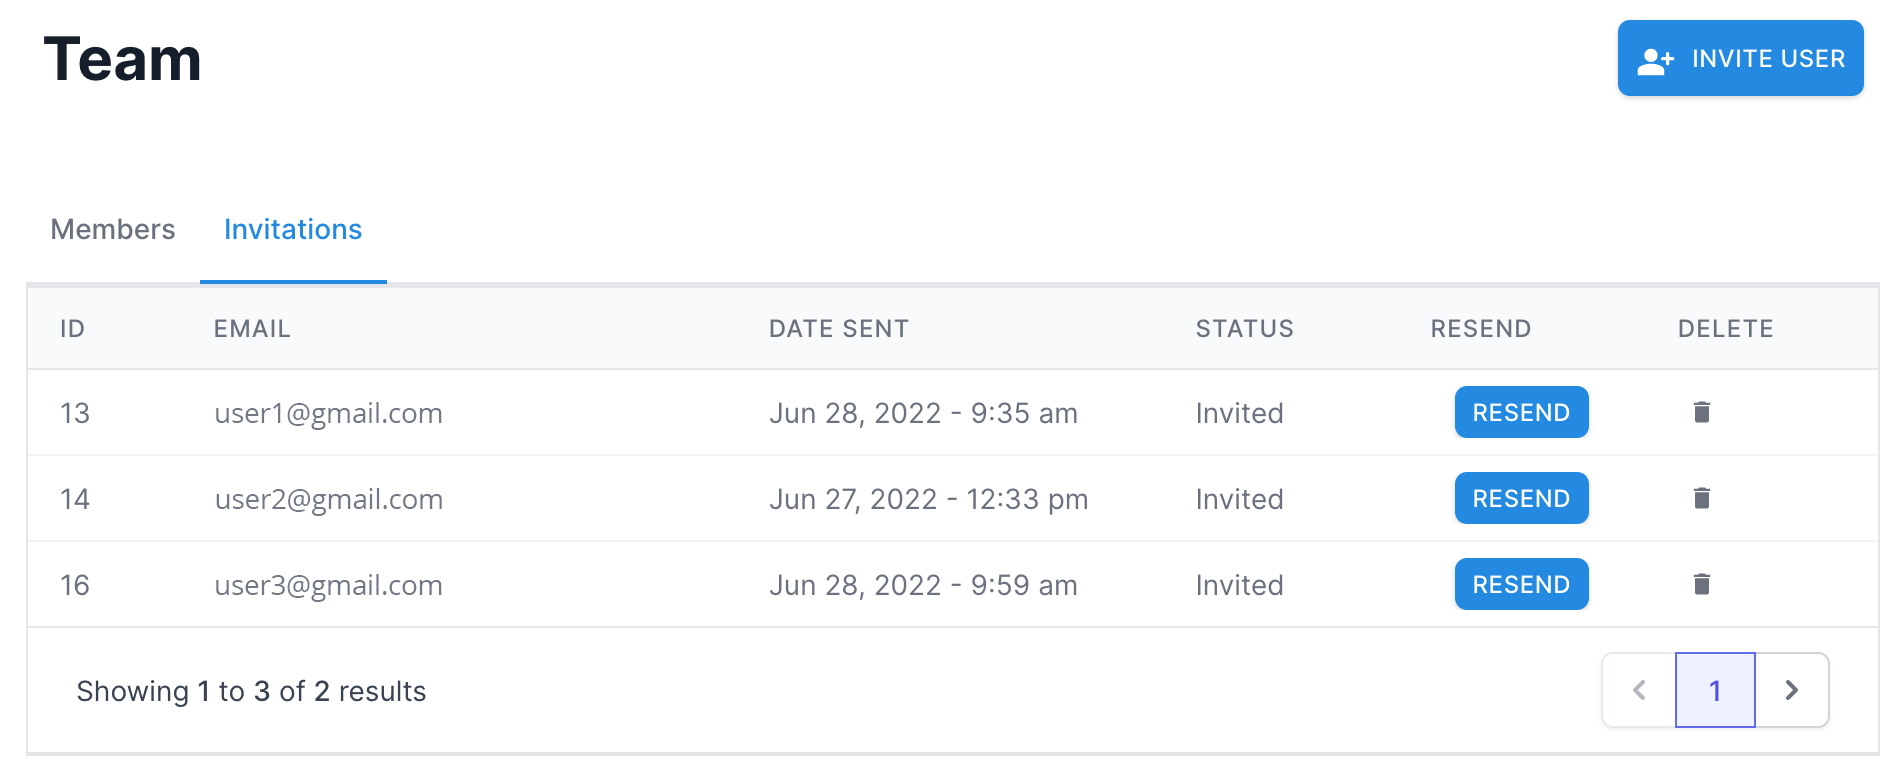 Team
INVITE USER
Members Invitations
ID EMAIL DATE SENT STATUS RESEND DELETE
13 user1@gmail.com Jun 28, 2022 - 9:35 am Invited RESEND
14 user2@gmail.com Jun 27, 2022 - 12:33 pm Invited RESEND
16 user3@gmail.com Jun 28, 2022 - 9:59 am Invited RESEND
Showing 1 to 3 of 2 results 1